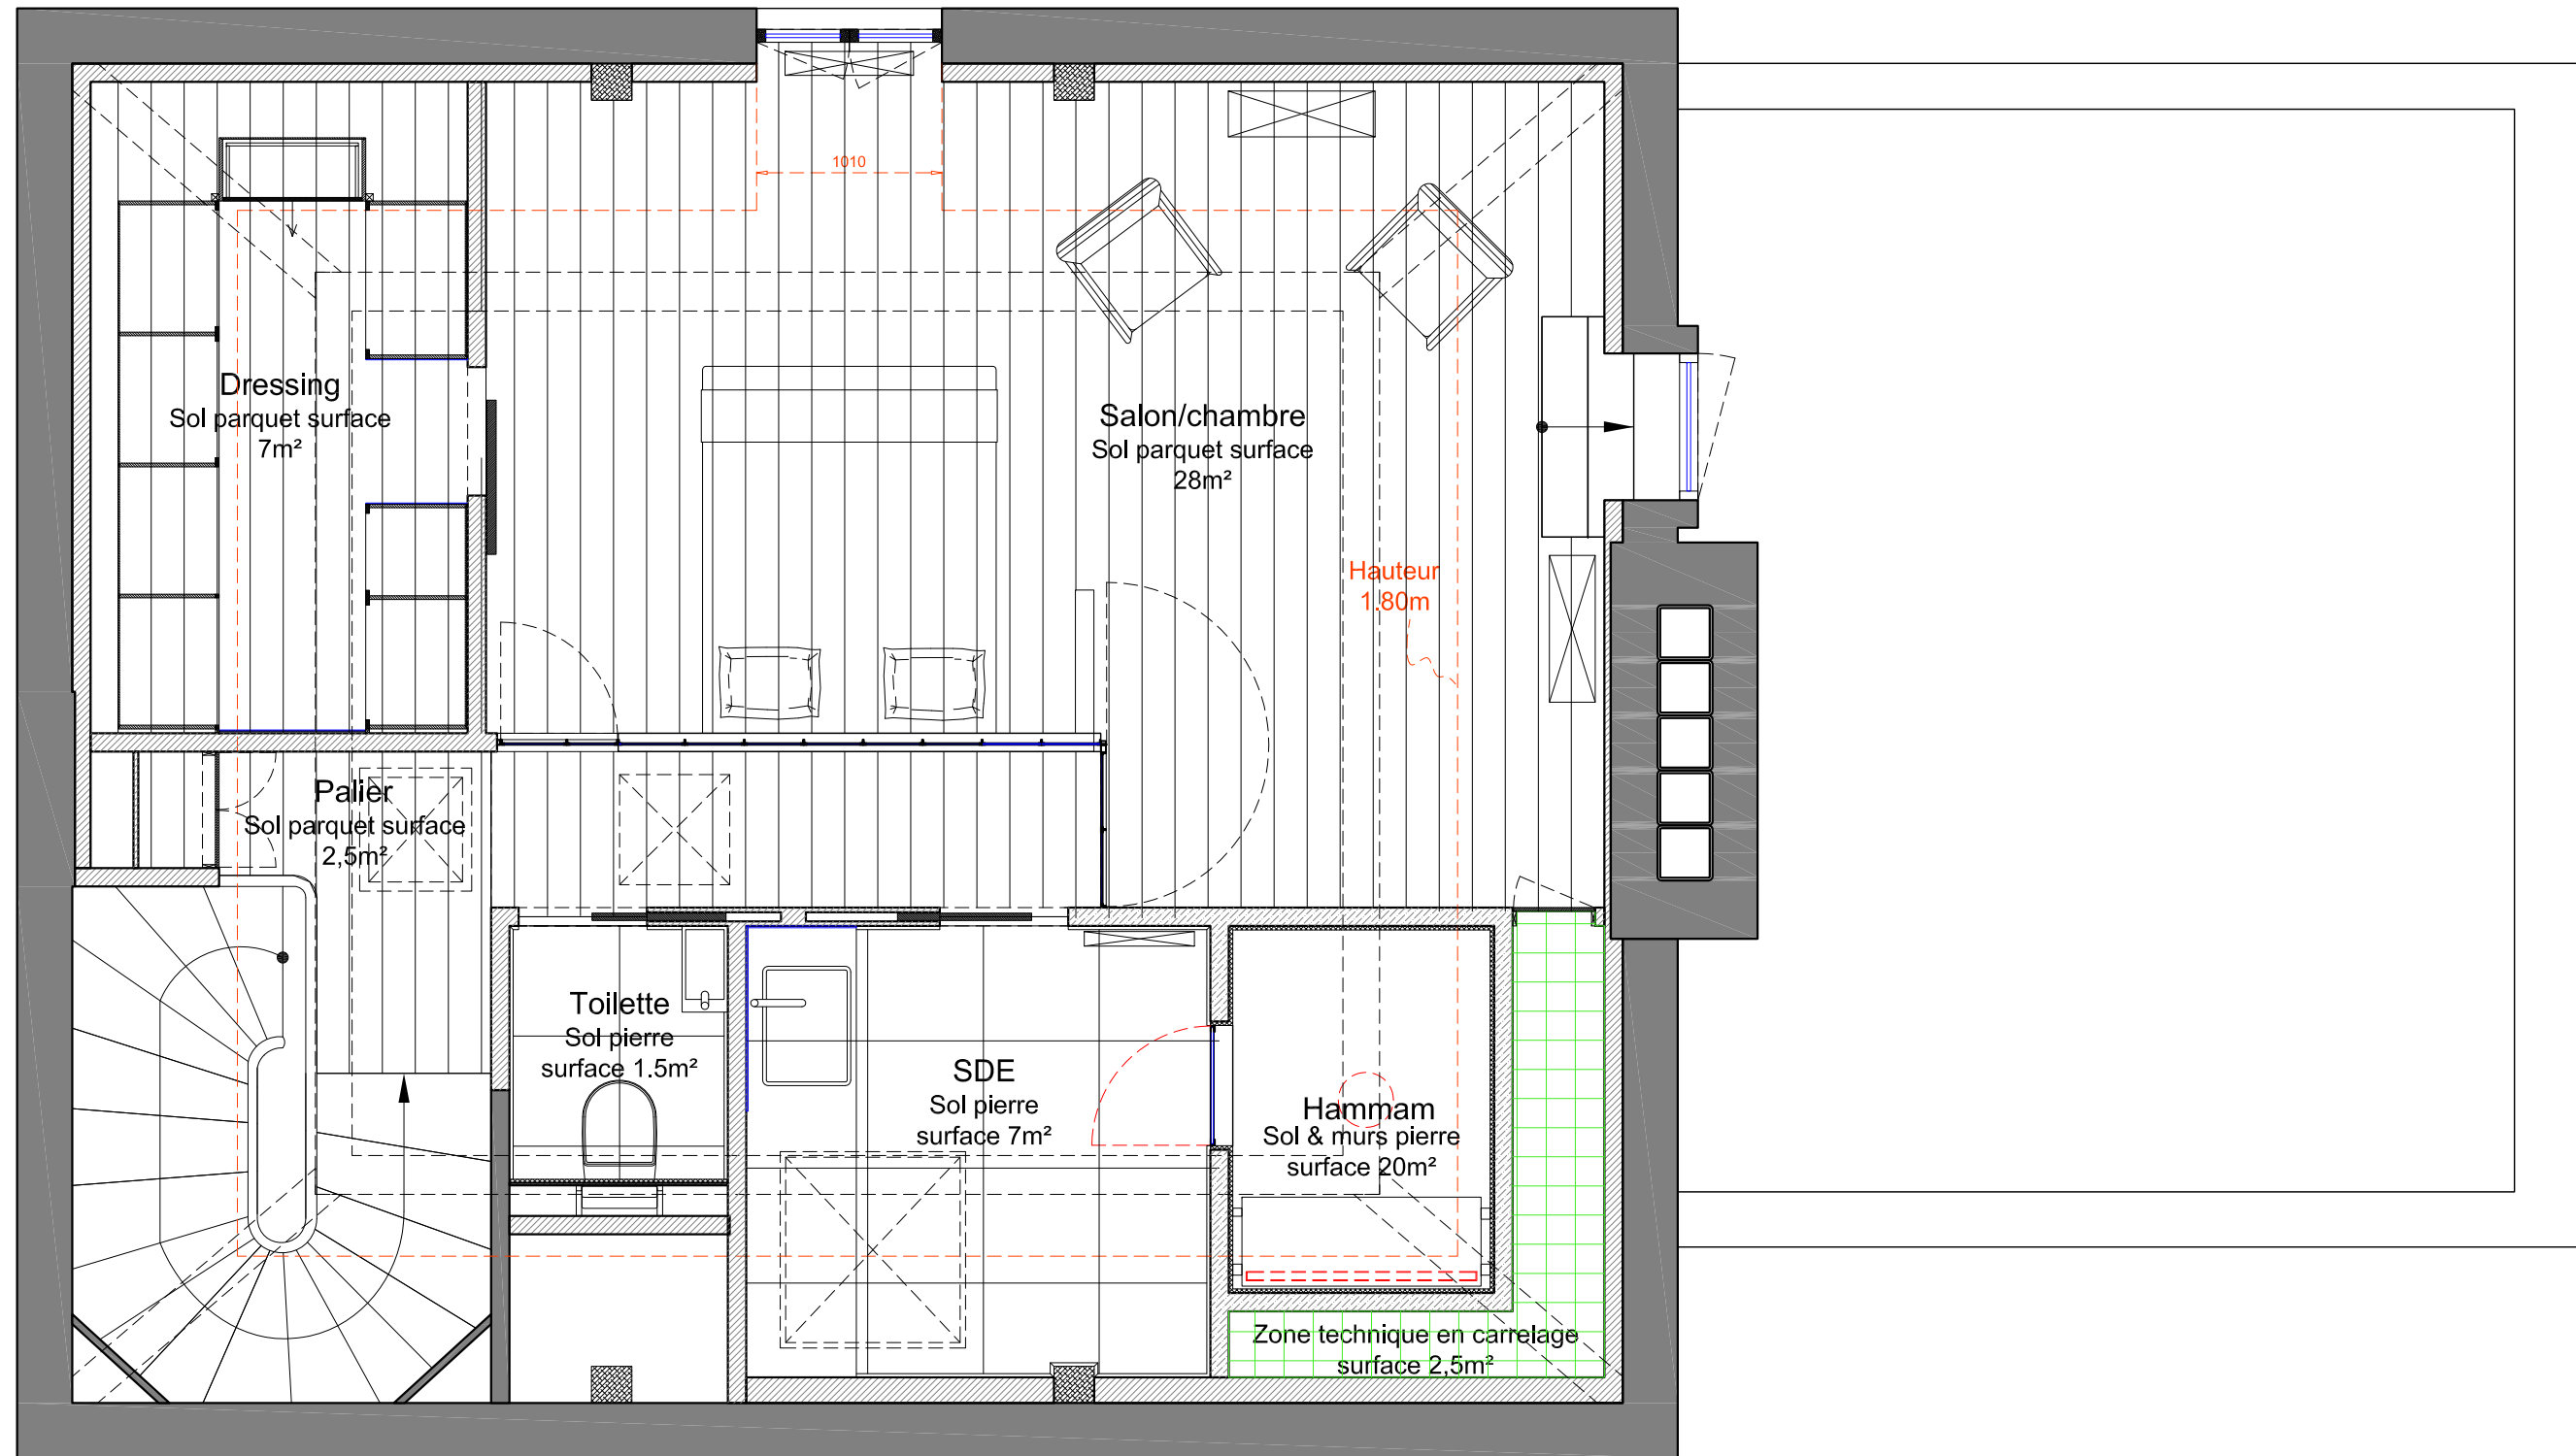 1010
Dressing
Sol parquet surface
7m²
Salon/chambre
Sol parquet surface
28m²
Hauteur
1.80m
Palier
Sol parquet surface
2,5m²
Toilette
Sol pierre
surface 1.5m²
SDE
Sol pierre
surface 7m²
Hammam
Sol & murs pierre
surface 20m²
Zone technique en carrelage
surface 2,5m²